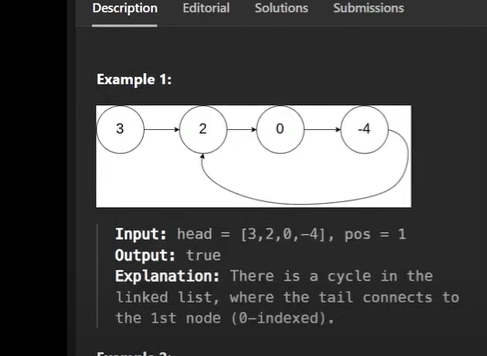 Description Editorial Solutions Submissions
Example 1:
3 2 0 -4
Input: head = [3,2,0,-4], pos = 1
Output: true
Explanation: There is a cycle in the
linked list, where the tail connects to
the 1st node (0-indexed).